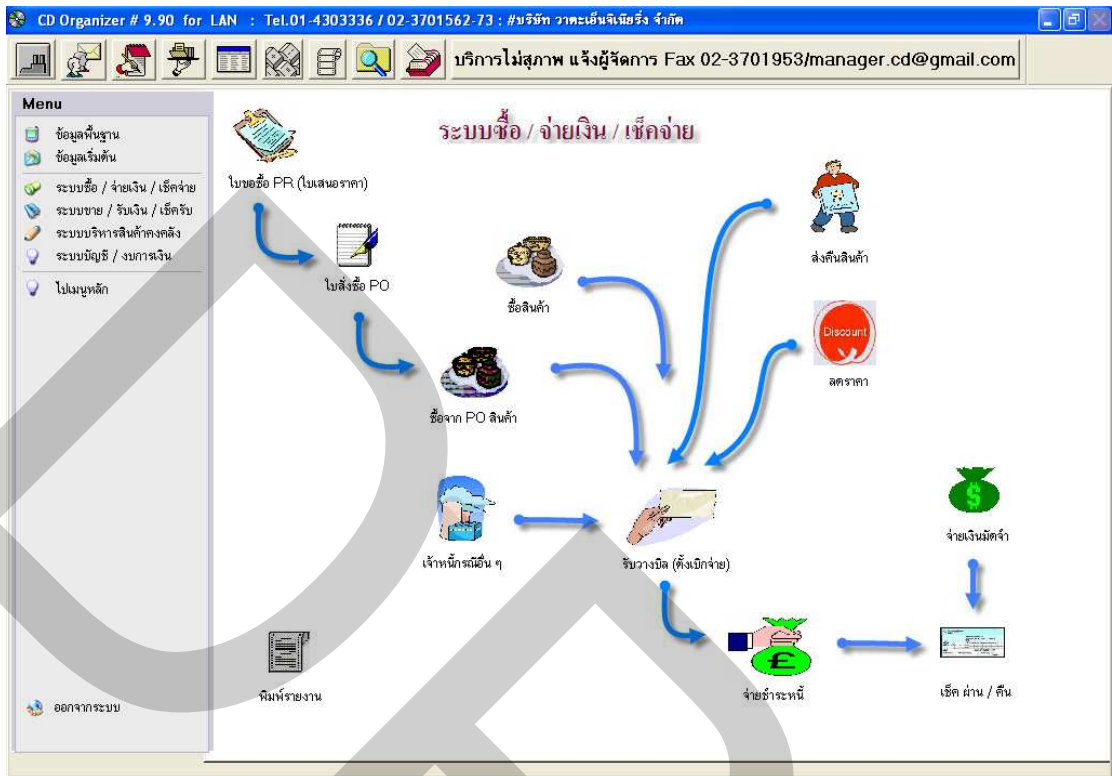 CD Organizer # 9.90 for LAN : Tel.01-4303336 / 02-3701562-73 : #บริษัท วาตะเอ็นจิเนียริ่ง จำกัด
บริการไม่สุภาพ แจ้งผู้จัดการ Fax 02-3701953/manager.cd@gmail.com
Menu
ข้อมูลพื้นฐาน
ข้อมูลเริ่มต้น
ระบบซื้อ / จ่ายเงิน / เช็คจ่าย
ระบบขาย / รับเงิน / เช็ครับ
ระบบบริหารสินค้าคงคลัง
ระบบบัญชี / งบการเงิน
ไปเมนูหลัก
ออกจากระบบ
ระบบซื้อ / จ่ายเงิน / เช็คจ่าย
ใบขอซื้อ PR (ใบเสนอราคา)
ส่งคืนสินค้า
ใบสั่งซื้อ PO
ซื้อสินค้า
Discount
ลดราคา
ซื้อจาก PO สินค้า
จ่ายเงินมัดจำ
เจ้าหนี้กรณีอื่น ๆ
รับวางบิล (ตั้งเบิกจ่าย)
พิมพ์รายงาน
จ่ายชำระหนี้
เช็ค ผ่าน / คืน